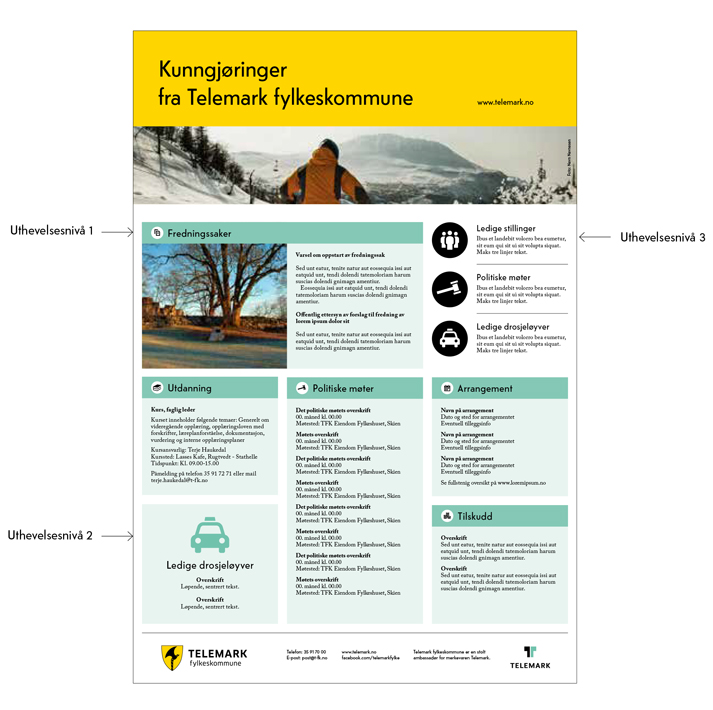 Kunngjøringer
fra Telemark fylkeskommune
www.telemark.no
Uthevelsesnivå 1
Fredningssaker
Varsel om oppstart av fredningssak
Sed unt eatur, tenite natur aut eossequia issi aut
eatquid unt, tendi dolendi tatemoloriam harum
suscias dolendi gnimagn amentiur.
Eossequia issi aut eatquid unt, tendi dolendi
tatemoloriam harum suscias dolendi gnimagn
amentiur.
Offentlig ettersyn av forslag til fredning av
lorem ipsum dolor sit
Sed unt eatur, tenite natur aut eossequia issi aut
eatquid unt, tendi dolendi tatemoloriam harum
suscias dolendi gnimagn amentiur.
Ledige stillinger
Ibus et landebit volorro bea eumetur,
sit eum qui sit ut sit volupta siquat.
Maks tre linjer tekst.
Politiske møter
Ibus et landebit volorro bea eumetur,
sit eum qui sit ut sit volupta siquat.
Maks tre linjer tekst.
Ledige drosjeløyver
Ibus et landebit volorro bea eumetur,
sit eum qui sit ut sit volupta siquat.
Maks tre linjer tekst.
Uthevelsesnivå 3
Utdanning
Kurs, faglig leder
Kurset inneholder følgende temaer: Generelt om
videregående opplæring, opplæringsloven med
forskrifter, læreplanforståelse, dokumentasjon,
vurdering og interne opplæringsplaner
Kursansvarlig: Terje Haukedal
Kurssted: Lasses Kafe, Rugtvedt - Stathelle
Tidspunkt: Kl. 09.00-15.00
Påmelding på telefon 35 91 72 71 eller mail
terje.haukedal@t-fk.no
Uthevelsesnivå 2
Ledige drosjeløyver
Overskrift
Løpende, sentrert tekst.
Overskrift
Løpende, sentrert tekst.
Politiske møter
Det politiske møtets overskrift
00. måned kl. 00.00
Møtested: TFK Eiendom Fylkeshuset, Skien
Møtets overskrift
00. måned kl. 00.00
Møtested: TFK Eiendom Fylkeshuset, Skien
Det politiske møtets overskrift
00. måned kl. 00.00
Møtested: TFK Eiendom Fylkeshuset, Skien
Møtets overskrift
00. måned kl. 00.00
Møtested: TFK Eiendom Fylkeshuset, Skien
Det politiske møtets overskrift
00. måned kl. 00.00
Møtested: TFK Eiendom Fylkeshuset, Skien
Møtets overskrift
00. måned kl. 00.00
Møtested: TFK Eiendom Fylkeshuset, Skien
Det politiske møtets overskrift
00. måned kl. 00.00
Møtested: TFK Eiendom Fylkeshuset, Skien
Møtets overskrift
00. måned kl. 00.00
Møtested: TFK Eiendom Fylkeshuset, Skien
Arrangement
Navn på arrangement
Dato og sted for arrangementet
Eventuell tilleggsinfo
Navn på arrangement
Dato og sted for arrangementet
Eventuell tilleggsinfo
Navn på arrangement
Dato og sted for arrangementet
Eventuell tilleggsinfo
Se fullstenig oversikt på www.loremipsum.no
Tilskudd
Overskrift
Sed unt eatur, tenite natur aut eossequia issi aut
eatquid unt, tendi dolendi tatemoloriam harum
suscias dolendi gnimagn amentiur.
Overskrift
Sed unt eatur, tenite natur aut eossequia issi aut
eatquid unt, tendi dolendi tatemoloriam harum
suscias dolendi gnimagn amentiur.
TELEMARK
fylkeskommune
Telefon: 35 91 70 00
E-post: post@t-fk.no
www.telemark.no
facebook.com/telemarkfylke
Telemark fylkeskommune er en stolt
ambassadør for merkevaren Telemark.
TELEMARK